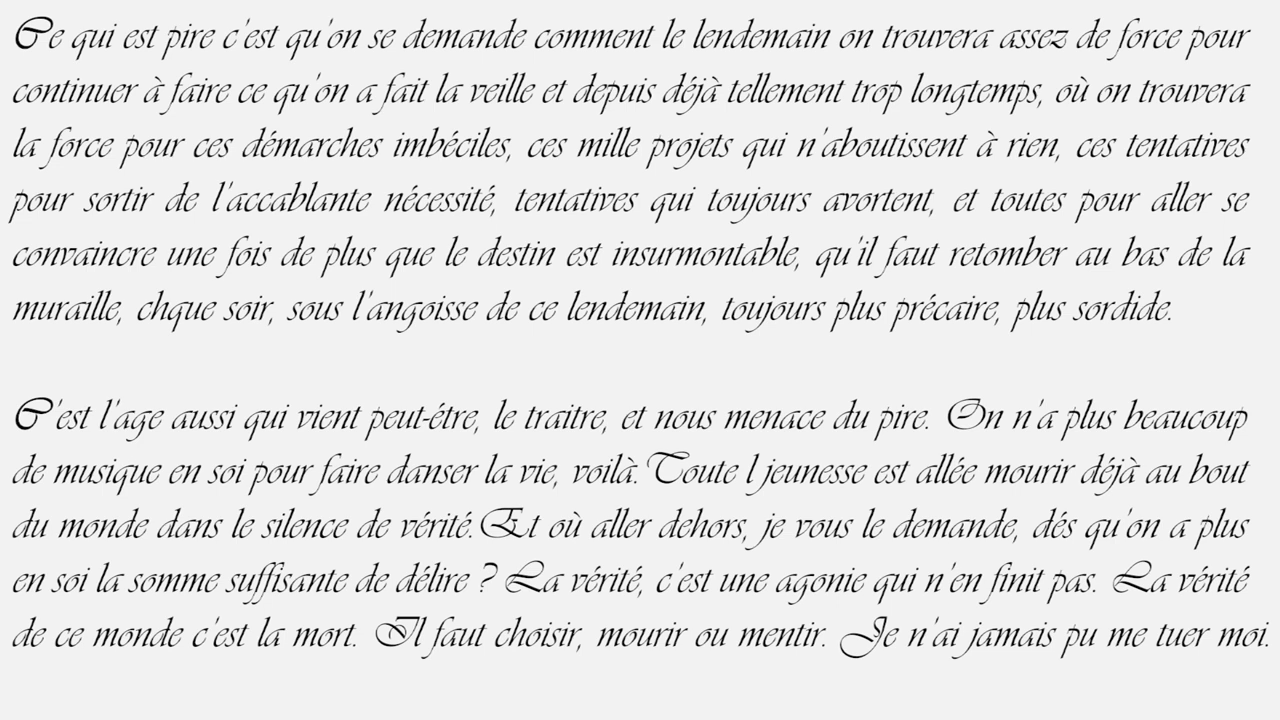 Ce qui est pire c'est qu'on se demande comment le lendemain on trouvera assez de force pour
continuer à faire ce qu'on a fait la veille et depuis déjà tellement trop longtemps, où on trouvera
la force pour ces démarches imbéciles, ces mille projets qui n'aboutissent à rien, ces tentatives
pour sortir de l'accablante nécessité, tentatives qui toujours avortent, et toutes pour aller se
convaincre une fois de plus que le destin est insurmontable, qu'il faut retomber au bas de la
muraille, chque soir, sous l'angoisse de ce lendemain, toujours plus précaire, plus sordide.
C'est l'age aussi qui vient peut-étre, le traitre, et nous menace du pire. On n'a plus beaucoup
de musique en soi pour faire danser la vie, voilà. Toute l jeunesse est allée mourir déjà au bout
du monde dans le silence de vérité. Et où aller dehors, je vous le demande, dés qu'on a plus
en soi la somme suffisante de délire ? La vérité, c'est une agonie qui n'en finit pas. La vérité
de ce monde c'est la mort. Il faut choisir, mourir ou mentir. Je n'ai jamais pu me tuer moi.